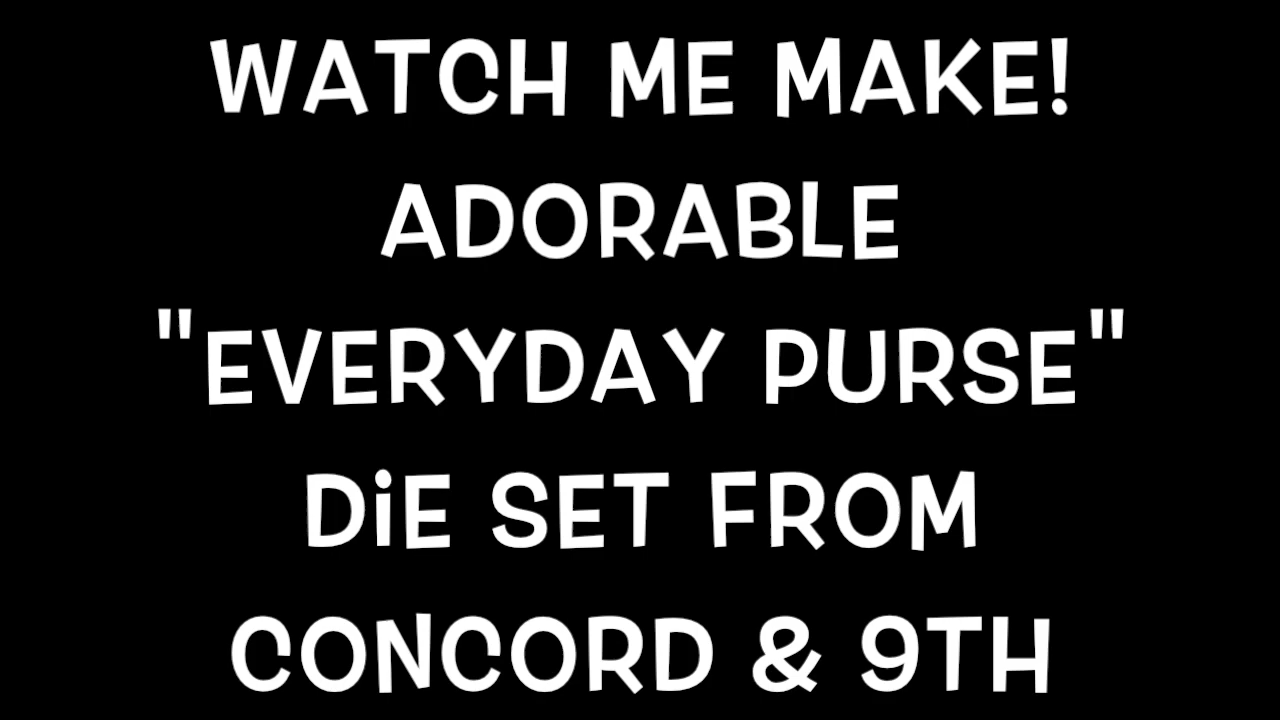 WATCH ME MAKE!
ADORABLE
"EVERYDAY PURSE"
DiE SET FROM
CONCORD & 9TH